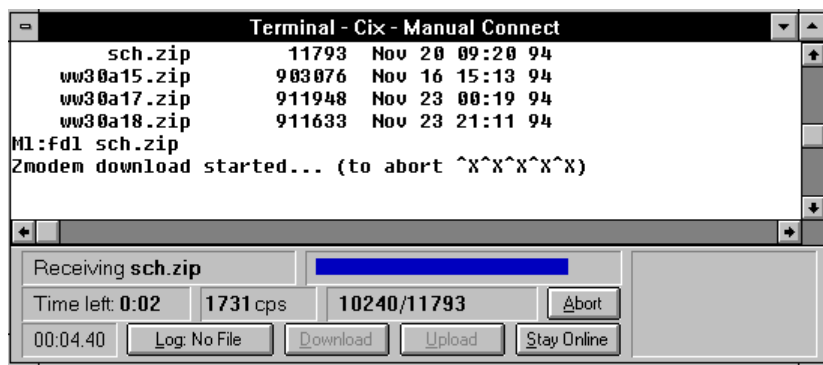 Terminal - Cix - Manual Connect
sch.zip 11793 Nov 20 09:20 94
ww30a15.zip 903076 Nov 16 15:13 94
ww30a17.zip 911948 Nov 23 00:19 94
ww30a18.zip 911633 Nov 23 21:11 94
Ml:fdl sch.zip
Zmodem download started... (to abort ^X^X^X^X^X)
Receiving sch.zip
Time left: 0:02 1731 cps 10240/11793 Abort
00:04.40 Log: No File Download Upload Stay Online